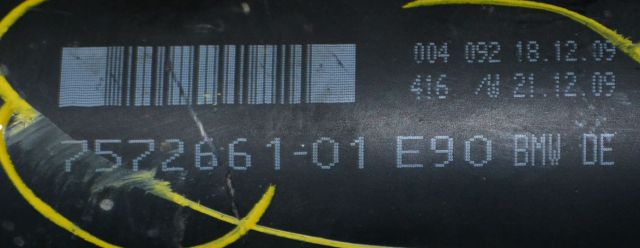 004 092 18.12.09
416 /W 21.12.09
7572661-01 E90 BMW DE